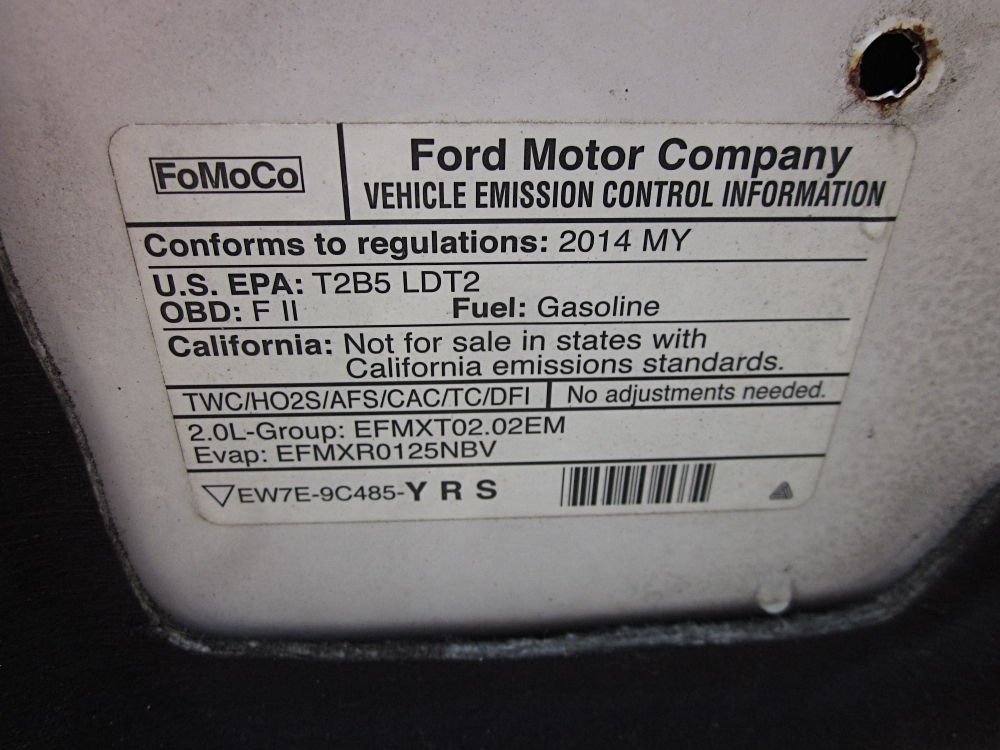 FoMoCo
Ford Motor Company
VEHICLE EMISSION CONTROL INFORMATION
Conforms to regulations: 2014 MY
U.S. EPA: T2B5 LDT2
OBD: F II Fuel: Gasoline
California: Not for sale in states with
California emissions standards.
TWC/HO2S/AFS/CAC/TC/DFI No adjustments needed.
2.0L-Group: EFMXT02.02EM
Evap: EFMXR0125NBV
EW7E-9C485-Y R S